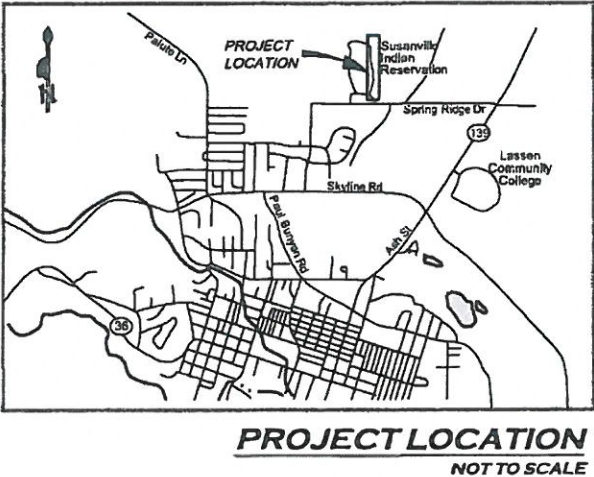 Paiute Ln
PROJECT
LOCATION
Susanville
Indian
Reservation
N
Spring Ridge Dr
139
Lassen
Community
College
Skyline Rd
Paul Bunyan Rd
Ash St
36
PROJECT LOCATION
NOT TO SCALE